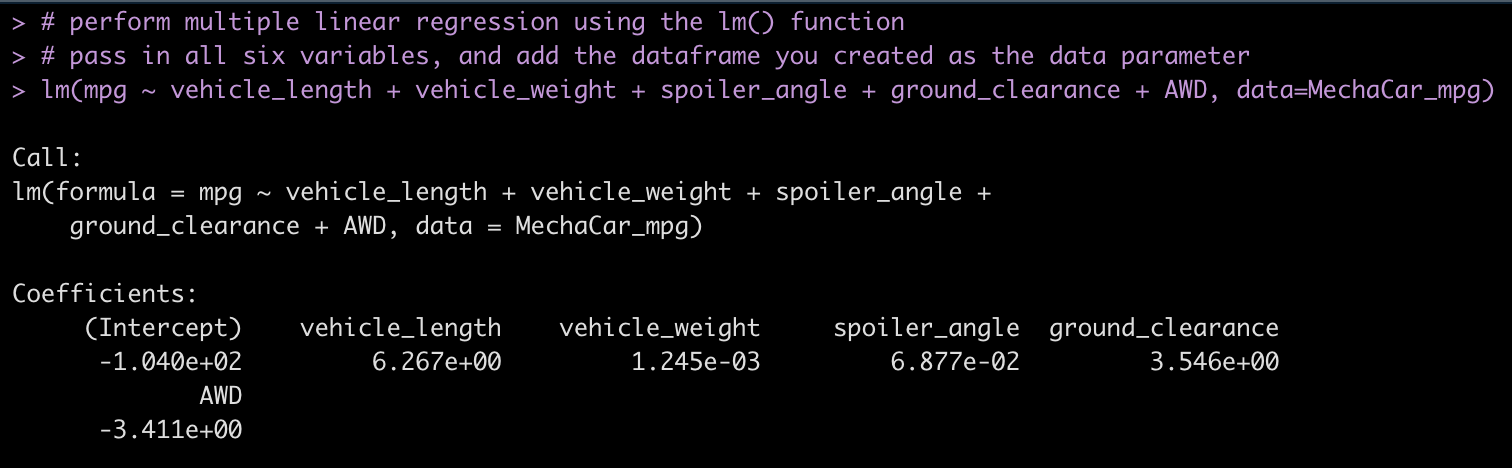 > # perform multiple linear regression using the lm() function
> # pass in all six variables, and add the dataframe you created as the data parameter
> lm(mpg ~ vehicle_length + vehicle_weight + spoiler_angle + ground_clearance + AWD, data=MechaCar_mpg)
Call:
lm(formula = mpg ~ vehicle_length + vehicle_weight + spoiler_angle +
    ground_clearance + AWD, data = MechaCar_mpg)
Coefficients:
     (Intercept)    vehicle_length    vehicle_weight     spoiler_angle  ground_clearance
      -1.040e+02         6.267e+00         1.245e-03         6.877e-02         3.546e+00
             AWD
      -3.411e+00